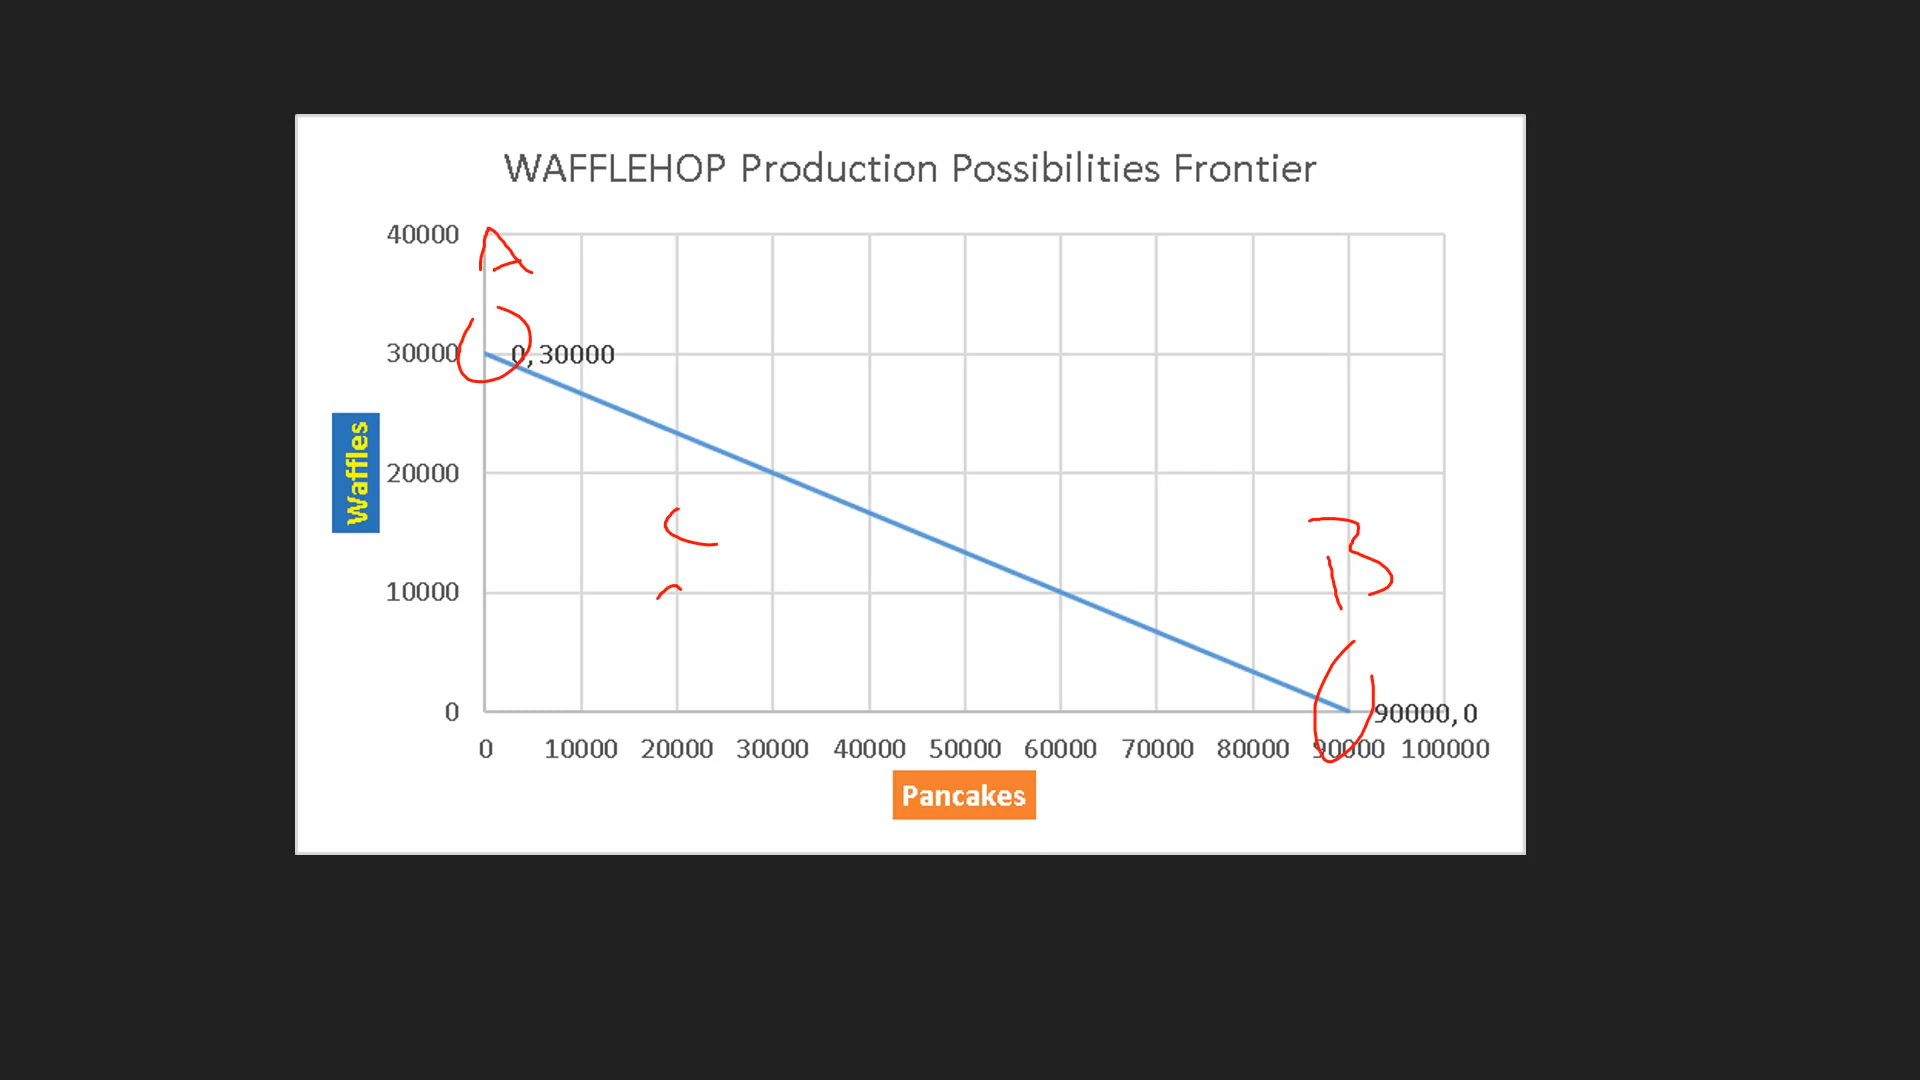 WAFFLEHOP Production Possibilities Frontier
40000
A
30000
0,30000
Waffles
20000
C
B
10000
0
90000,0
0 10000 20000 30000 40000 50000 60000 70000 80000 90000 100000
Pancakes